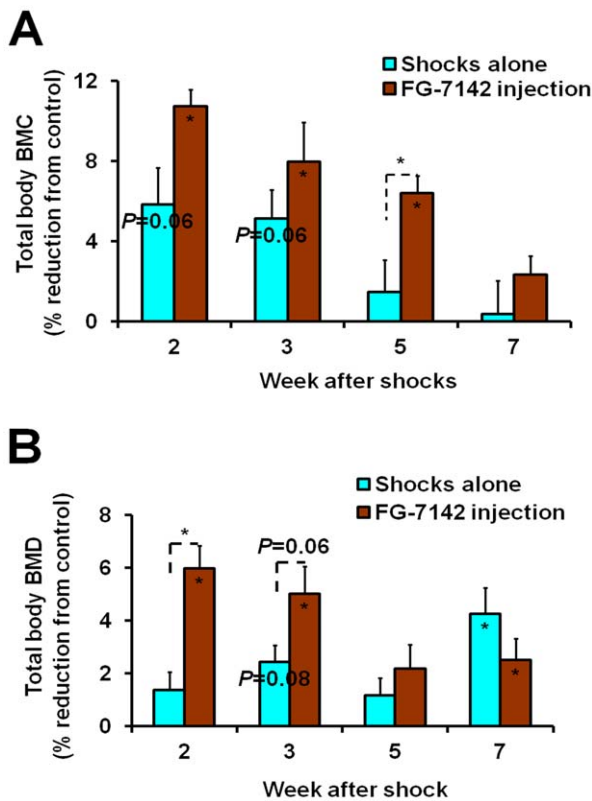 A
Shocks alone
FG-7142 injection
Total body BMC
(% reduction from control)
12
8
4
0
*
*
*
*
P=0.06
P=0.06
2 3 5 7
Week after shocks
B
Shocks alone
FG-7142 injection
Total body BMD
(% reduction from control)
8
6
4
2
0
*
P=0.06
*
*
*
*
P=0.08
2 3 5 7
Week after shock